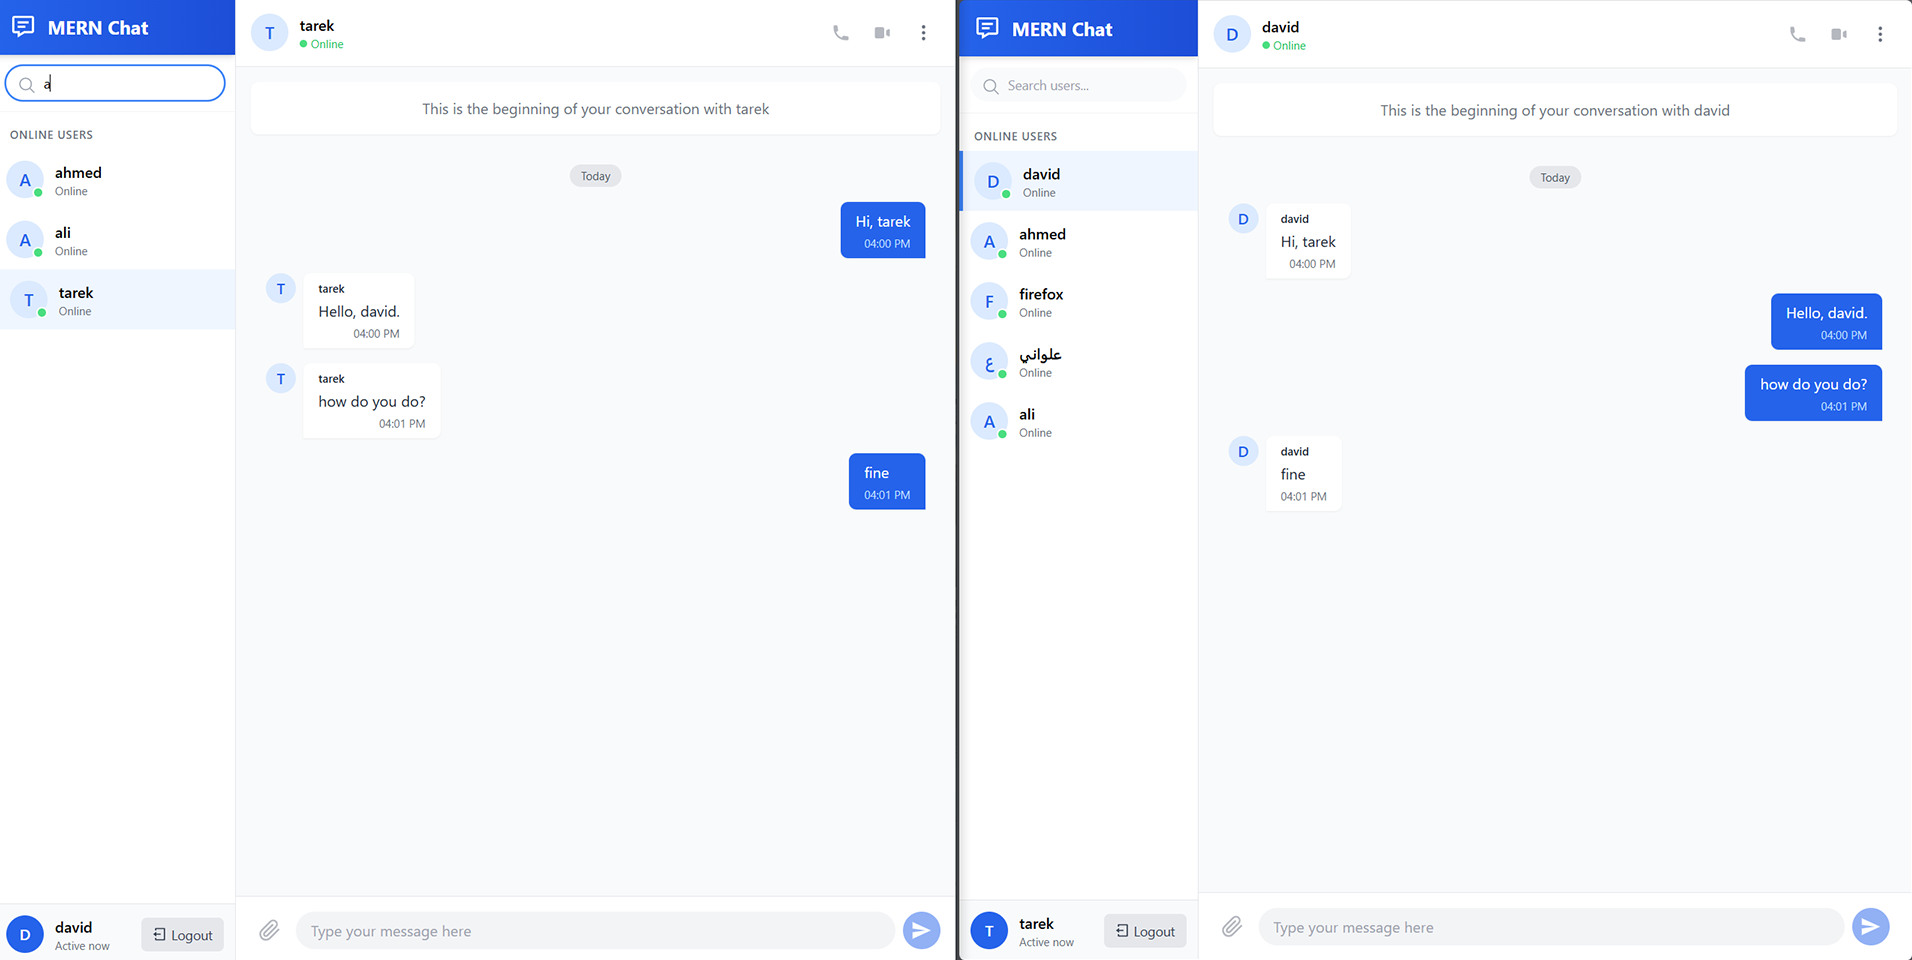 MERN Chat
a
ONLINE USERS
A
ahmed
Online
A
ali
Online
T
tarek
Online
D
david
Active now
Logout
T
tarek
Online
This is the beginning of your conversation with tarek
Today
Hi, tarek
04:00 PM
T
tarek
Hello, david.
04:00 PM
T
tarek
how do you do?
04:01 PM
fine
04:01 PM
Type your message here
MERN Chat
Search users...
ONLINE USERS
D
david
Online
A
ahmed
Online
F
firefox
Online
ع
علواني
Online
A
ali
Online
T
tarek
Active now
Logout
D
david
Online
This is the beginning of your conversation with david
Today
D
david
Hi, tarek
04:00 PM
Hello, david.
04:00 PM
how do you do?
04:01 PM
D
david
fine
04:01 PM
Type your message here